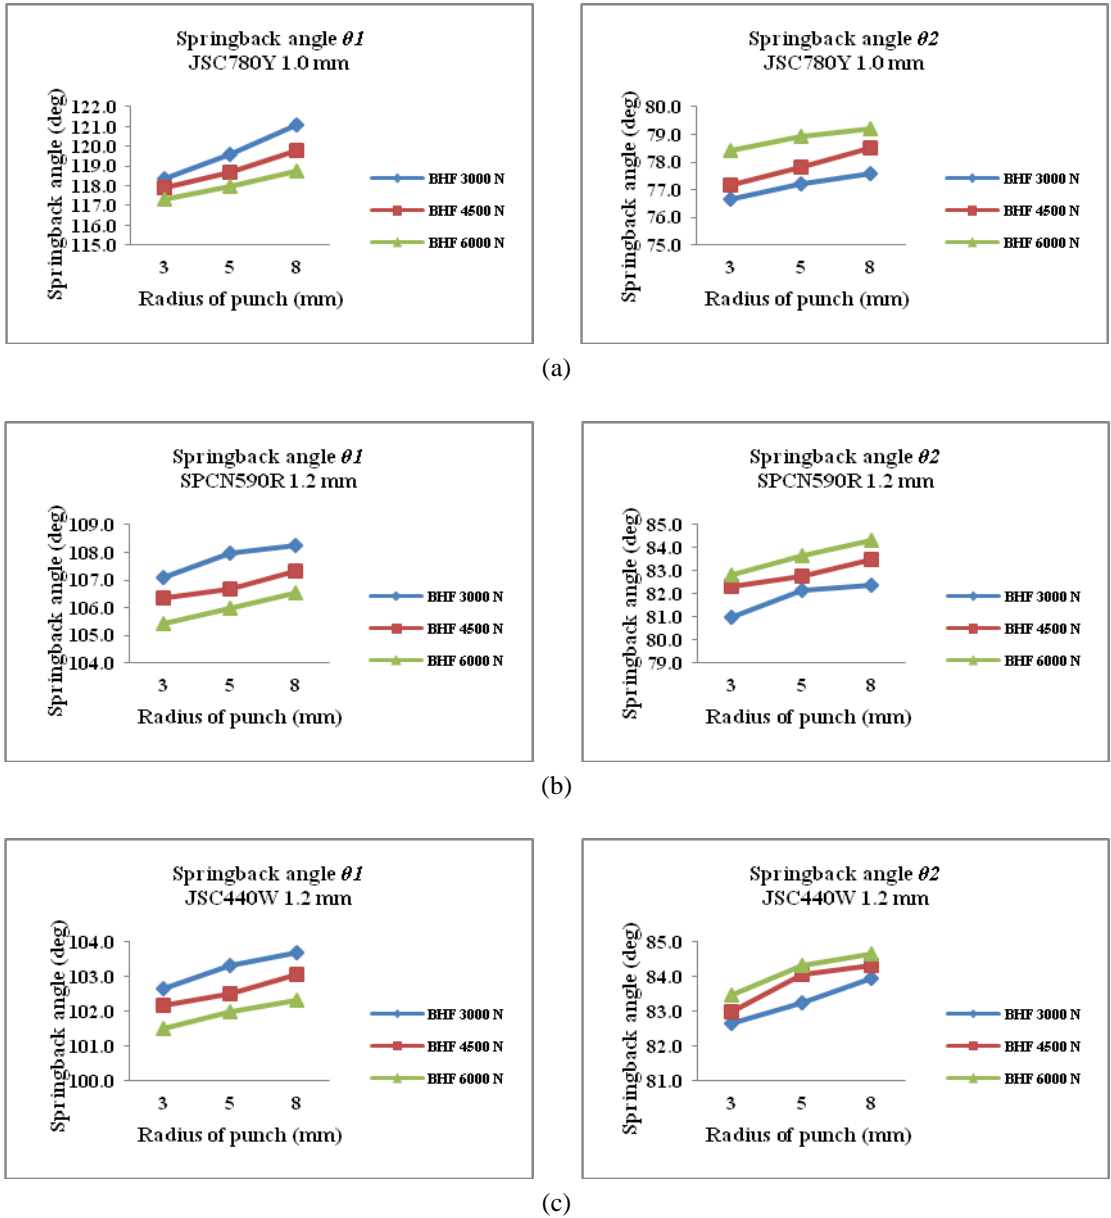 Springback angle θ1
JSC780Y 1.0 mm
Springback angle (deg)
122.0
121.0
120.0
119.0
118.0
117.0
116.0
115.0
3 5 8
Radius of punch (mm)
BHF 3000 N
BHF 4500 N
BHF 6000 N
Springback angle θ2
JSC780Y 1.0 mm
Springback angle (deg)
80.0
79.0
78.0
77.0
76.0
75.0
3 5 8
Radius of punch (mm)
BHF 3000 N
BHF 4500 N
BHF 6000 N
(a)
Springback angle θ1
SPCN590R 1.2 mm
Springback angle (deg)
109.0
108.0
107.0
106.0
105.0
104.0
3 5 8
Radius of punch (mm)
BHF 3000 N
BHF 4500 N
BHF 6000 N
Springback angle θ2
SPCN590R 1.2 mm
Springback angle (deg)
85.0
84.0
83.0
82.0
81.0
80.0
79.0
3 5 8
Radius of punch (mm)
BHF 3000 N
BHF 4500 N
BHF 6000 N
(b)
Springback angle θ1
JSC440W 1.2 mm
Springback angle (deg)
104.0
103.0
102.0
101.0
100.0
3 5 8
Radius of punch (mm)
BHF 3000 N
BHF 4500 N
BHF 6000 N
Springback angle θ2
JSC440W 1.2 mm
Springback angle (deg)
85.0
84.0
83.0
82.0
81.0
3 5 8
Radius of punch (mm)
BHF 3000 N
BHF 4500 N
BHF 6000 N
(c)